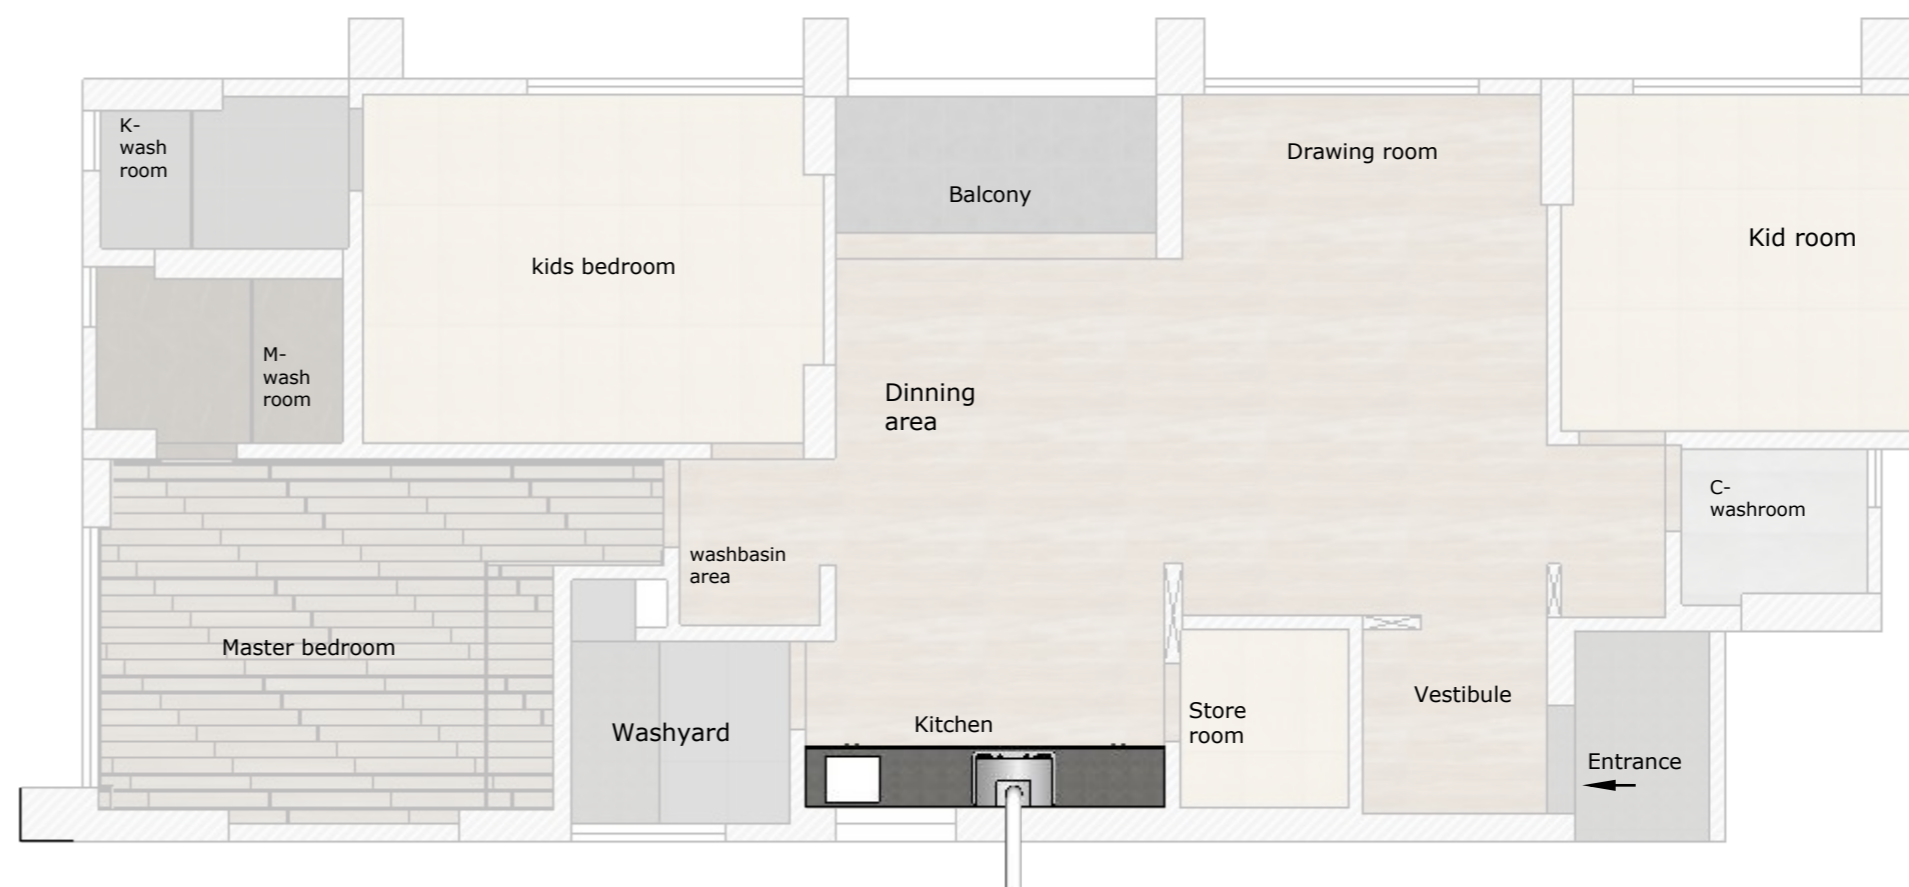 K-
wash
room
Drawing room
Balcony
Kid room
kids bedroom
M-
wash
room
Dinning
area
C-
washroom
washbasin
area
Master bedroom
Washyard
Kitchen
Store
room
Vestibule
Entrance